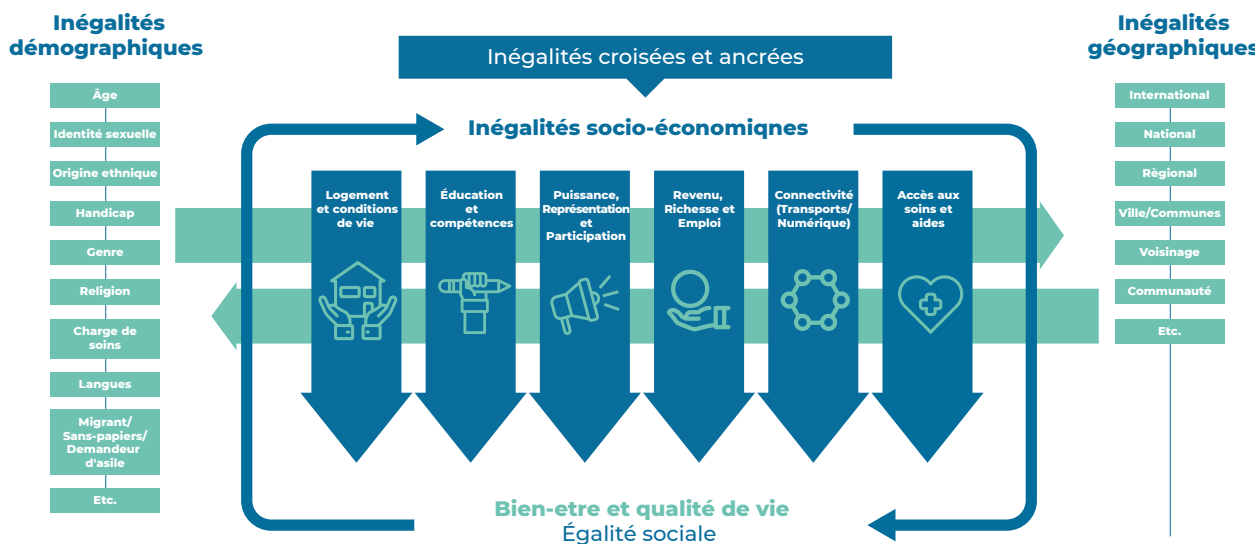 Inégalités
démographiques
Âge
Identité sexuelle
Origine ethnique
Handicap
Genre
Religion
Charge de
soins
Langues
Migrant/
Sans-papiers/
Demandeur
d'asile
Etc.
Inégalités croisées et ancrées
Inégalités socio-économiqnes
Logement
et conditions
de vie
Éducation
et
compétences
Puissance,
Représentation
et
Participation
Revenu,
Richesse et
Emploi
Connectivité
(Transports/
Numérique)
Accès aux
soins et
aides
Bien-etre et qualité de vie
Égalité sociale
Inégalités
géographiques
International
National
Règional
Ville/Communes
Voisinage
Communauté
Etc.